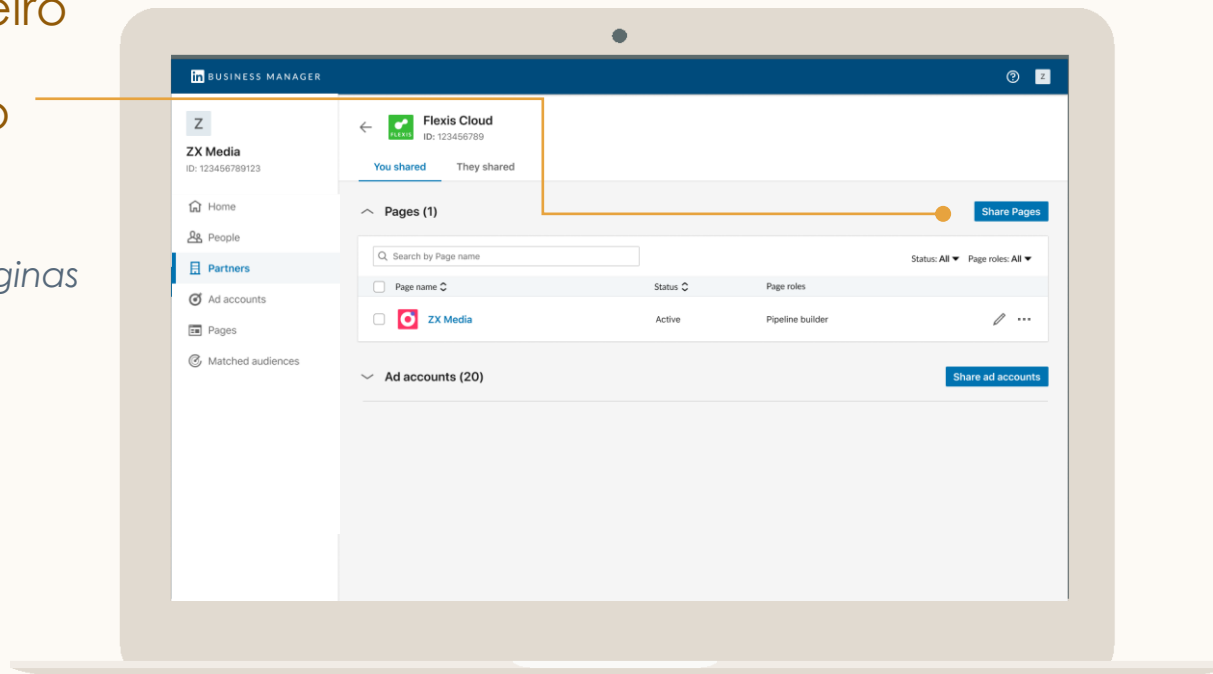 eiro
o
ginas
in BUSINESS MANAGER
Z
Z
ZX Media
ID: 123456789123
Home
People
Partners
Ad accounts
Pages
Matched audiences
FLEXIS
Flexis Cloud
ID: 123456789
You shared They shared
Pages (1) Share Pages
Search by Page name Status: All Page roles: All
Page name Status Page roles
ZX Media Active Pipeline builder
Ad accounts (20) Share ad accounts